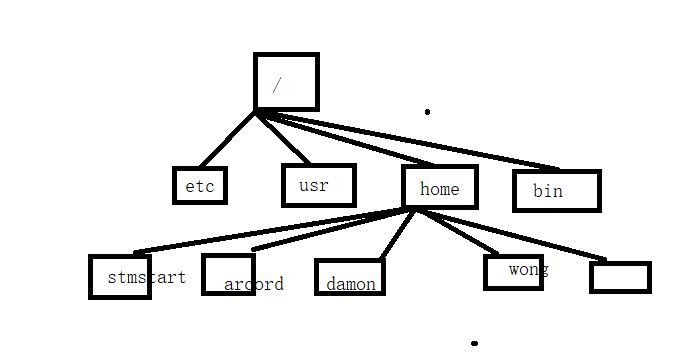 /
etc
usr
home
bin
stmstart
arcord
damon
wong